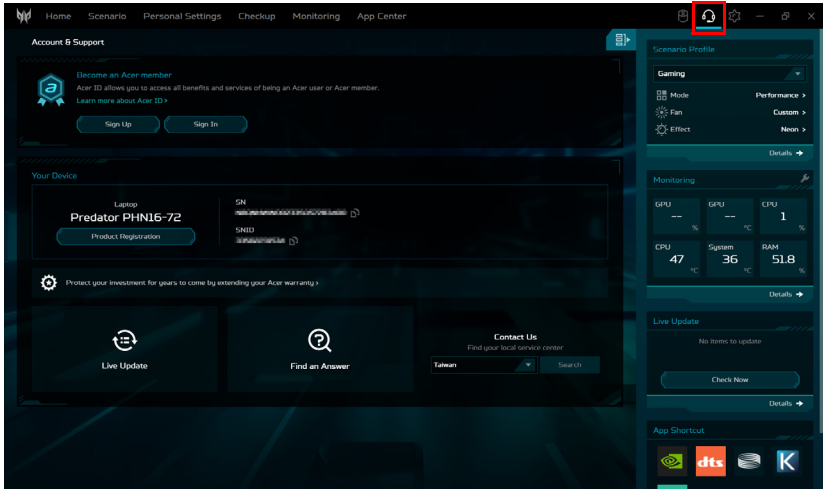 Home Scenario Personal Settings Checkup Monitoring App Center
Account & Support
Become an Acer member
Acer ID allows you to access all benefits and services of being an Acer user or Acer member.
Learn more about Acer ID >
Sign Up Sign In
Your Device
Laptop
Predator PHN16-72
Product Registration
SN
SNID
Protect your investment for years to come by extending your Acer warranty >
Live Update
Find an Answer
Contact Us
Find your local service center
Taiwan Search
Scenario Profile
Gaming
Mode Performance >
Fan Custom >
Effect Neon >
Details
Monitoring
GPU GPU CPU
-- -- 1
% °C %
CPU System RAM
47 36 51.8
°C °C %
Details
Live Update
No items to update
Check Now
Details
App Shortcut
dts K